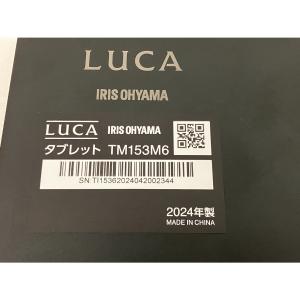 LUCA
IRIS OHYAMA
LUCA IRIS OHYAMA
タブレット TM153M6
SN:TI15362024042002344
2024年製
MADE IN CHINA